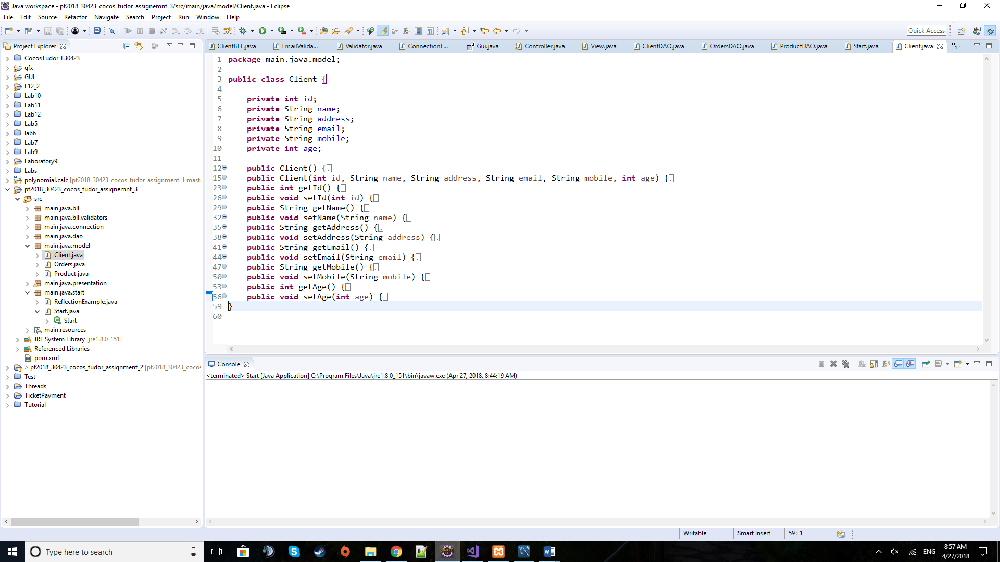 Java workspace - pt2018_30423_cocos_tudor_assignemnt_3/src/main/java/model/Client.java - Eclipse
File Edit Source Refactor Navigate Search Project Run Window Help
Quick Access
Project Explorer
CocosTudor_E30423
gfx
GUI
L12_2
Lab10
Lab11
Lab12
Lab5
lab6
Lab7
Lab9
Laboratory9
Labs
polynomial.calc [pt2018_30423_cocos_tudor_assignment_1 maste
pt2018_30423_cocos_tudor_assignemnt_3
src
main.java.bll
main.java.bll.validators
main.java.connection
main.java.dao
main.java.model
Client.java
Orders.java
Product.java
main.java.presentation
main.java.start
ReflectionExample.java
Start.java
Start
main.resources
JRE System Library [jre1.8.0_151]
Referenced Libraries
pom.xml
> pt2018_30423_cocos_tudor_assignment_2 [pt2018_30423_cocos
Test
Threads
TicketPayment
Tutorial
ClientBLL.java EmailValida... Validator.java ConnectionF... Gui.java Controller.java View.java ClientDAO.java OrdersDAO.java ProductDAO.java Start.java Client.java »12
1 package main.java.model;
2
3 public class Client {
4
5 private int id;
6 private String name;
7 private String address;
8 private String email;
9 private String mobile;
10 private int age;
11
12 public Client() {
15 public Client(int id, String name, String address, String email, String mobile, int age) {
23 public int getId() {
26 public void setId(int id) {
29 public String getName() {
32 public void setName(String name) {
35 public String getAddress() {
38 public void setAddress(String address) {
41 public String getEmail() {
44 public void setEmail(String email) {
47 public String getMobile() {
50 public void setMobile(String mobile) {
53 public int getAge() {
56 public void setAge(int age) {
59 }
60
Console
<terminated> Start [Java Application] C:\Program Files\Java\jre1.8.0_151\bin\javaw.exe (Apr 27, 2018, 8:44:19 AM)
Writable Smart Insert 59 : 1
Type here to search
ENG
8:57 AM
4/27/2018